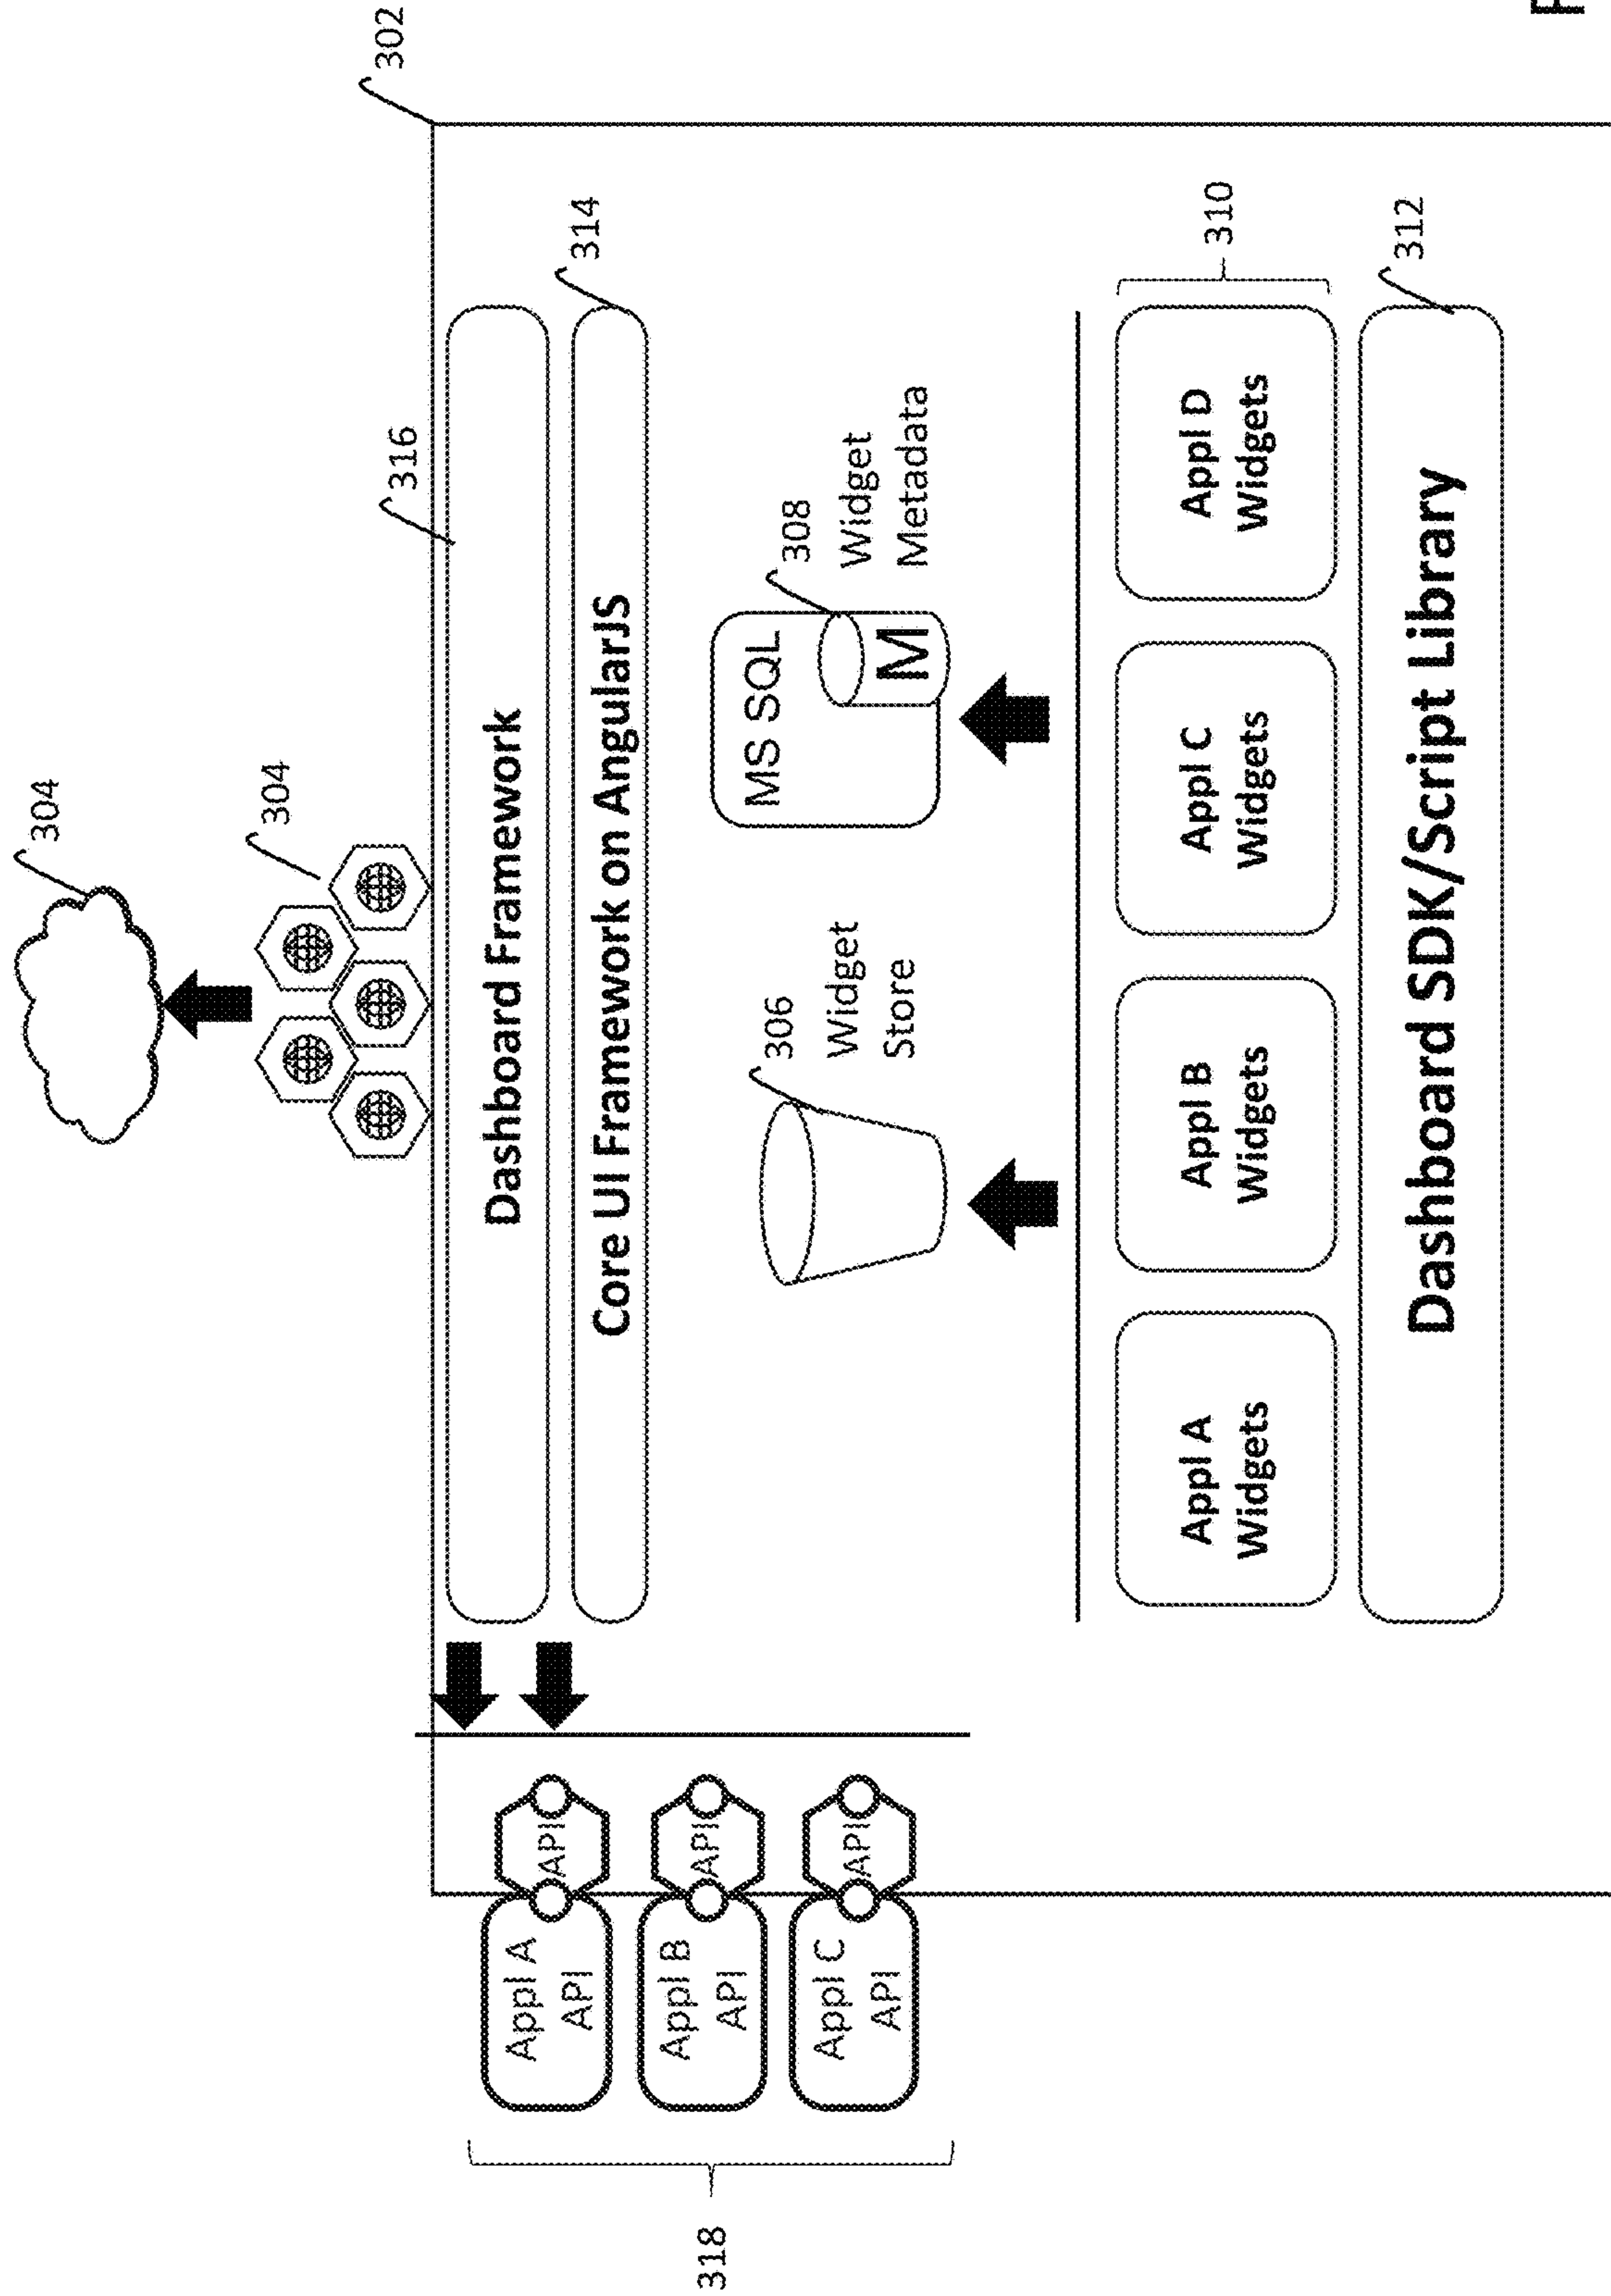 304
304
302
316
Dashboard Framework
314
Core UI Framework on AngularJS
Appl A
API
API
Appl B
API
API
Appl C
API
API
318
306
Widget
Store
MS SQL
M
308
Widget
Metadata
Appl A
Widgets
Appl B
Widgets
Appl C
Widgets
Appl D
Widgets
310
Dashboard SDK/Script Library
312